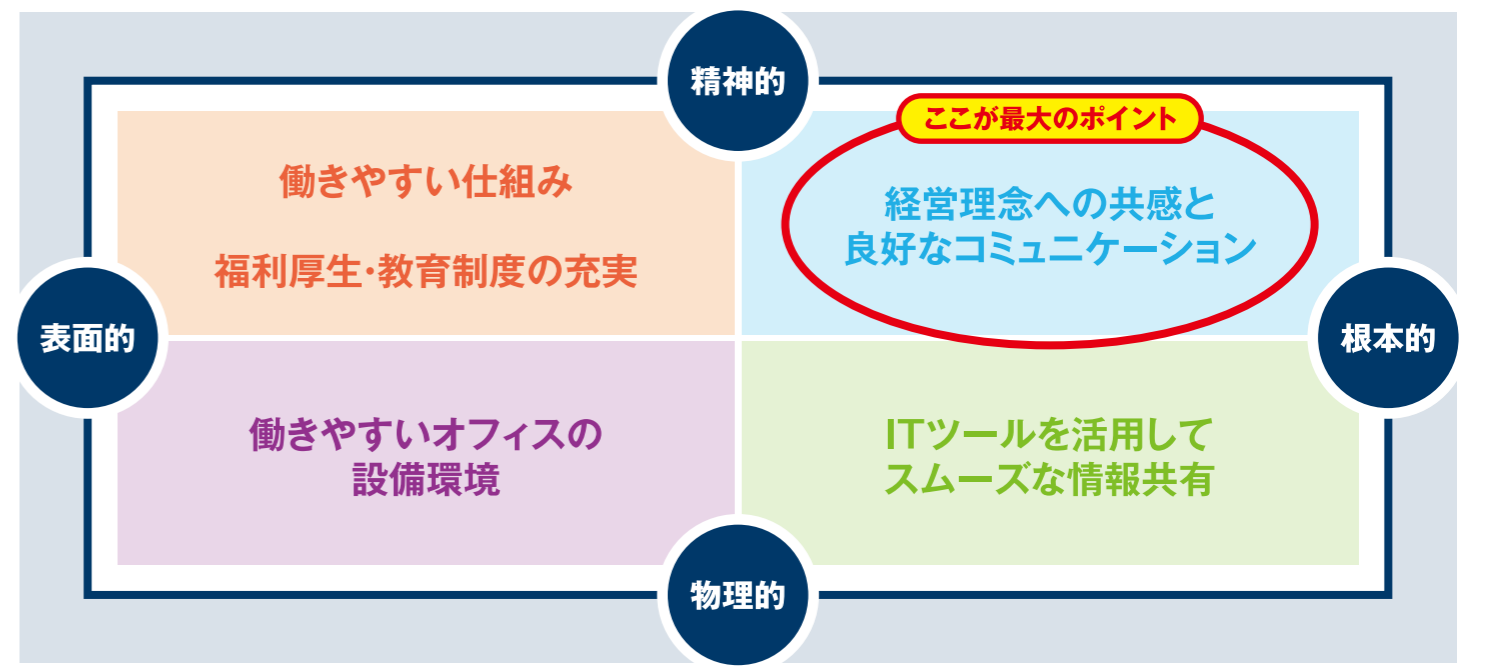 精神的
ここが最大のポイント
働きやすい仕組み
福利厚生・教育制度の充実
経営理念への共感と
良好なコミュニケーション
表面的
根本的
働きやすいオフィスの
設備環境
ITツールを活用して
スムーズな情報共有
物理的